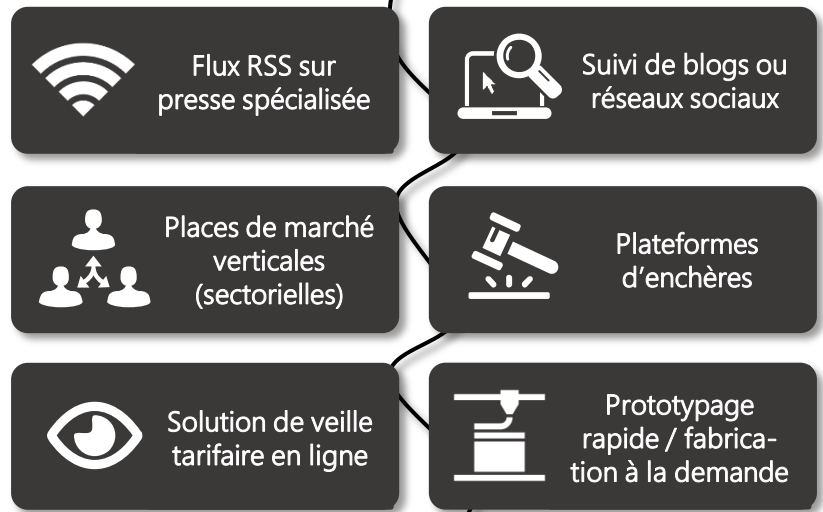 Flux RSS sur
presse spécialisée
Suivi de blogs ou
réseaux sociaux
Places de marché
verticales
(sectorielles)
Plateformes
d’enchères
Solution de veille
tarifaire en ligne
Prototypage
rapide / fabrica-
tion à la demande